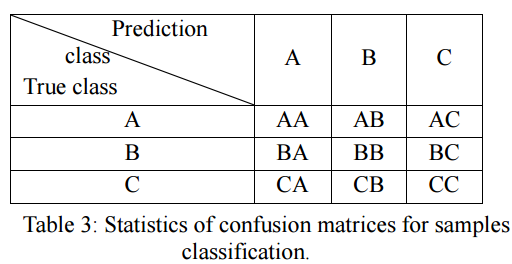 Prediction
class
True class
A B C
A AA AB AC
B BA BB BC
C CA CB CC
Table 3: Statistics of confusion matrices for samples
classification.